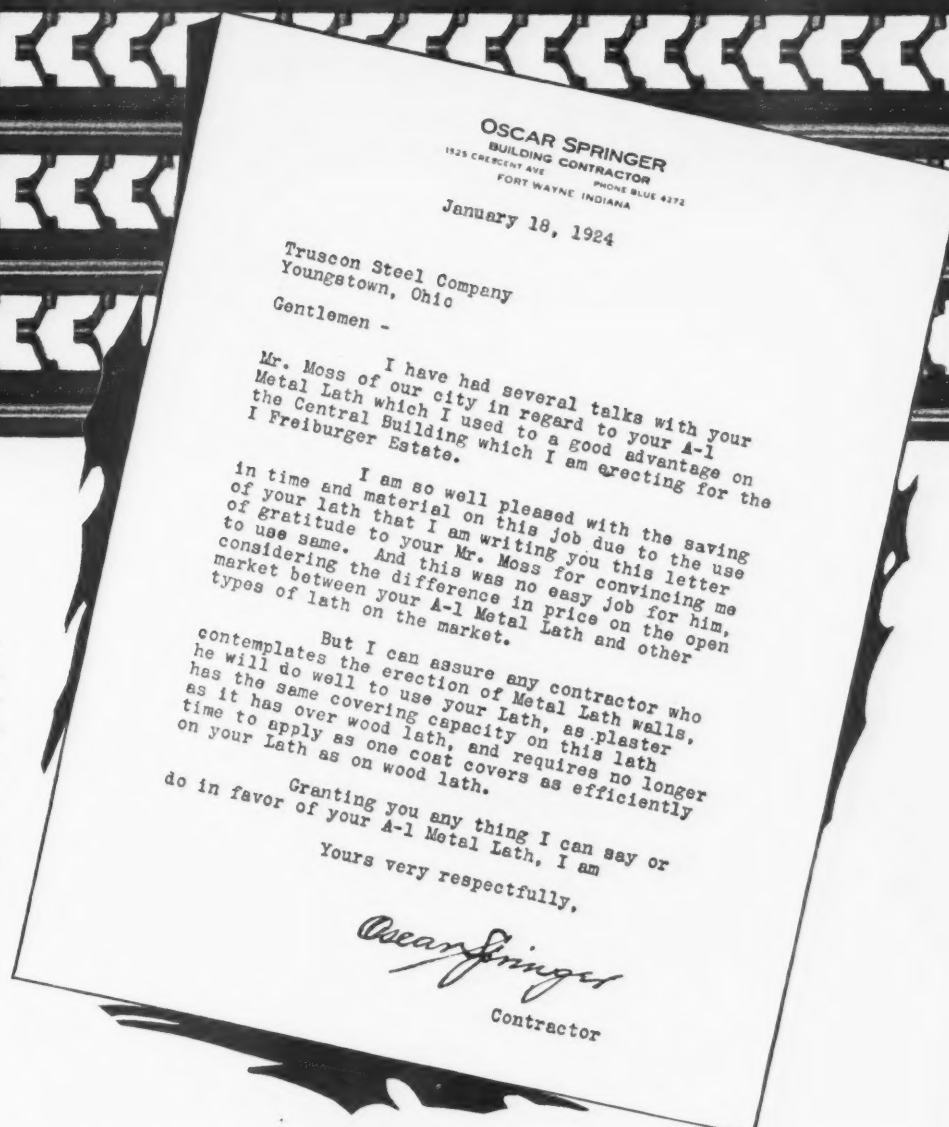 OSCAR SPRINGER
BUILDING CONTRACTOR
1525 CRESCENT AVE PHONE BLUE 4272
FORT WAYNE INDIANA
January 18, 1924
Truscon Steel Company
Youngstown, Ohio
Gentlemen -
I have had several talks with your
Mr. Moss of our city in regard to your A-1
Metal Lath which I used to a good advantage on
the Central Building which I am erecting for the
I Freiburger Estate.
I am so well pleased with the saving
in time and material on this job due to the use
of your lath that I am writing you this letter
of gratitude to your Mr. Moss for convincing me
to use same. And this was no easy job for him,
considering the difference in price on the open
market between your A-1 Metal Lath and other
types of lath on the market.
But I can assure any contractor who
contemplates the erection of Metal Lath walls,
he will do well to use your Lath, as plaster
has the same covering capacity on this lath
as it has over wood lath, and requires no longer
time to apply as one coat covers as efficiently
on your Lath as on wood lath.
Granting you any thing I can say or
do in favor of your A-1 Metal Lath, I am
Yours very respectfully,
Oscar Springer
Contractor